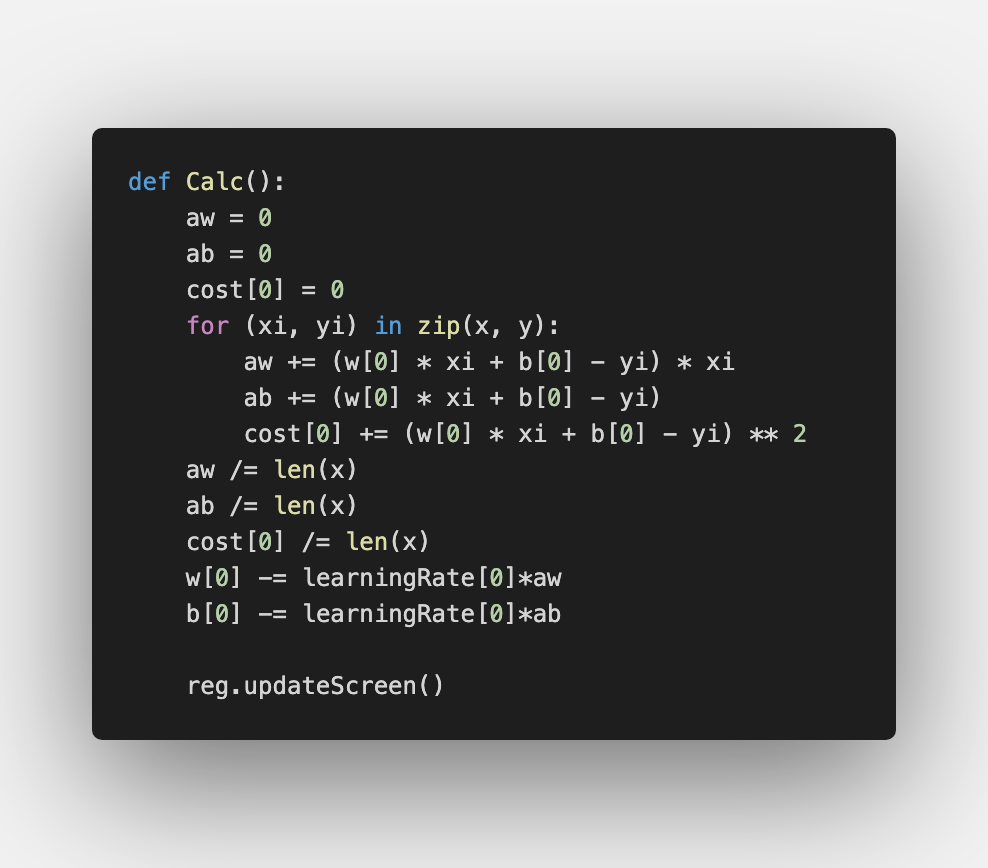 def Calc():
    aw = 0
    ab = 0
    cost[0] = 0
    for (xi, yi) in zip(x, y):
        aw += (w[0] * xi + b[0] - yi) * xi
        ab += (w[0] * xi + b[0] - yi)
        cost[0] += (w[0] * xi + b[0] - yi) ** 2
    aw /= len(x)
    ab /= len(x)
    cost[0] /= len(x)
    w[0] -= learningRate[0]*aw
    b[0] -= learningRate[0]*ab

    reg.updateScreen()